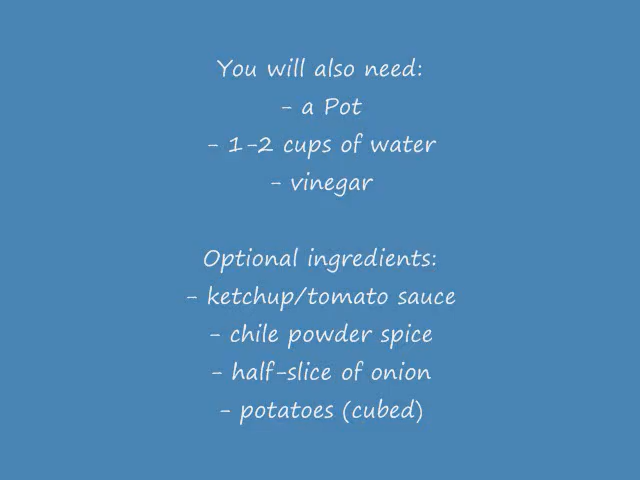 You will also need:
- a Pot
- 1-2 cups of water
- vinegar
Optional ingredients:
- ketchup/tomato sauce
- chile powder spice
- half-slice of onion
- potatoes (cubed)